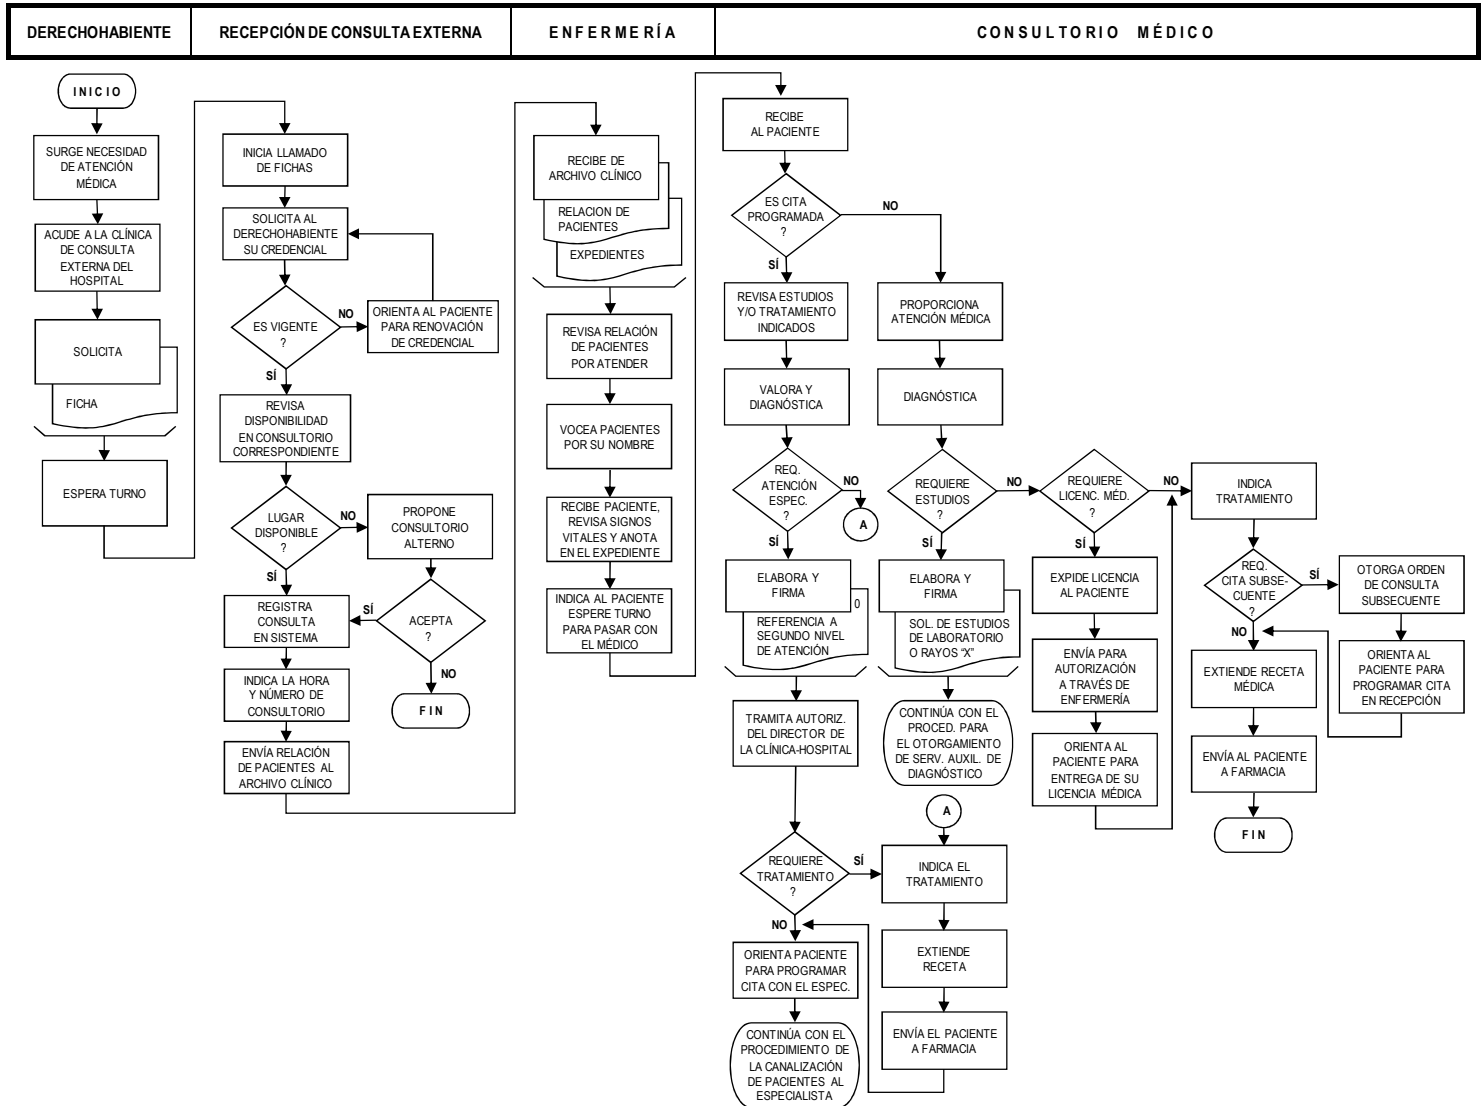 DERECHOHABIENTE
RECEPCIÓN DE CONSULTA EXTERNA
ENFERMERÍA
CONSULTORIO MÉDICO
INICIO
SURGE NECESIDAD
DE ATENCIÓN
MÉDICA
ACUDE A LA CLÍNICA
DE CONSULTA
EXTERNA DEL
HOSPITAL
SOLICITA
FICHA
ESPERA TURNO
INICIA LLAMADO
DE FICHAS
SOLICITA AL
DERECHOHABIENTE
SU CREDENCIAL
ES VIGENTE
?
NO
ORIENTA AL PACIENTE
PARA RENOVACIÓN
DE CREDENCIAL
SÍ
REVISA
DISPONIBILIDAD
EN CONSULTORIO
CORRESPONDIENTE
LUGAR
DISPONIBLE
?
NO
PROPONE
CONSULTORIO
ALTERNO
SÍ
ACEPTA
?
SÍ
NO
FIN
REGISTRA
CONSULTA
EN SISTEMA
INDICA LA HORA
Y NÚMERO DE
CONSULTORIO
ENVÍA RELACIÓN
DE PACIENTES AL
ARCHIVO CLÍNICO
RECIBE DE
ARCHIVO CLÍNICO
RELACION DE
PACIENTES
EXPEDIENTES
REVISA RELACIÓN
DE PACIENTES
POR ATENDER
VOCEA PACIENTES
POR SU NOMBRE
RECIBE PACIENTE,
REVISA SIGNOS
VITALES Y ANOTA
EN EL EXPEDIENTE
INDICA AL PACIENTE
ESPERE TURNO
PARA PASAR CON
EL MÉDICO
RECIBE
AL PACIENTE
ES CITA
PROGRAMADA
?
NO
SÍ
REVISA ESTUDIOS
Y/O TRATAMIENTO
INDICADOS
VALORA Y
DIAGNÓSTICA
REQ.
ATENCIÓN
ESPEC.
?
NO
A
SÍ
ELABORA Y
FIRMA
0
REFERENCIA A
SEGUNDO NIVEL
DE ATENCIÓN
TRAMITA AUTORIZ.
DEL DIRECTOR DE
LA CLÍNICA-HOSPITAL
REQUIERE
TRATAMIENTO
?
SÍ
NO
ORIENTA PACIENTE
PARA PROGRAMAR
CITA CON EL ESPEC.
CONTINÚA CON EL
PROCEDIMIENTO DE
LA CANALIZACIÓN
DE PACIENTES AL
ESPECIALISTA
PROPORCIONA
ATENCIÓN MÉDICA
DIAGNÓSTICA
REQUIERE
ESTUDIOS
?
NO
SÍ
ELABORA Y
FIRMA
SOL. DE ESTUDIOS
DE LABORATORIO
O RAYOS “X”
CONTINÚA CON EL
PROCED. PARA
EL OTORGAMIENTO
DE SERV. AUXIL. DE
DIAGNÓSTICO
A
INDICA EL
TRATAMIENTO
EXTIENDE
RECETA
ENVÍA EL PACIENTE
A FARMACIA
REQUIERE
LICENC. MÉD.
?
NO
SÍ
EXPIDE LICENCIA
AL PACIENTE
ENVÍA PARA
AUTORIZACIÓN
A TRAVÉS DE
ENFERMERÍA
ORIENTA AL
PACIENTE PARA
ENTREGA DE SU
LICENCIA MÉDICA
INDICA
TRATAMIENTO
REQ.
CITA SUBSE-
CUENTE
?
SÍ
NO
OTORGA ORDEN
DE CONSULTA
SUBSECUENTE
ORIENTA AL
PACIENTE PARA
PROGRAMAR CITA
EN RECEPCIÓN
EXTIENDE RECETA
MÉDICA
ENVÍA AL PACIENTE
A FARMACIA
FIN